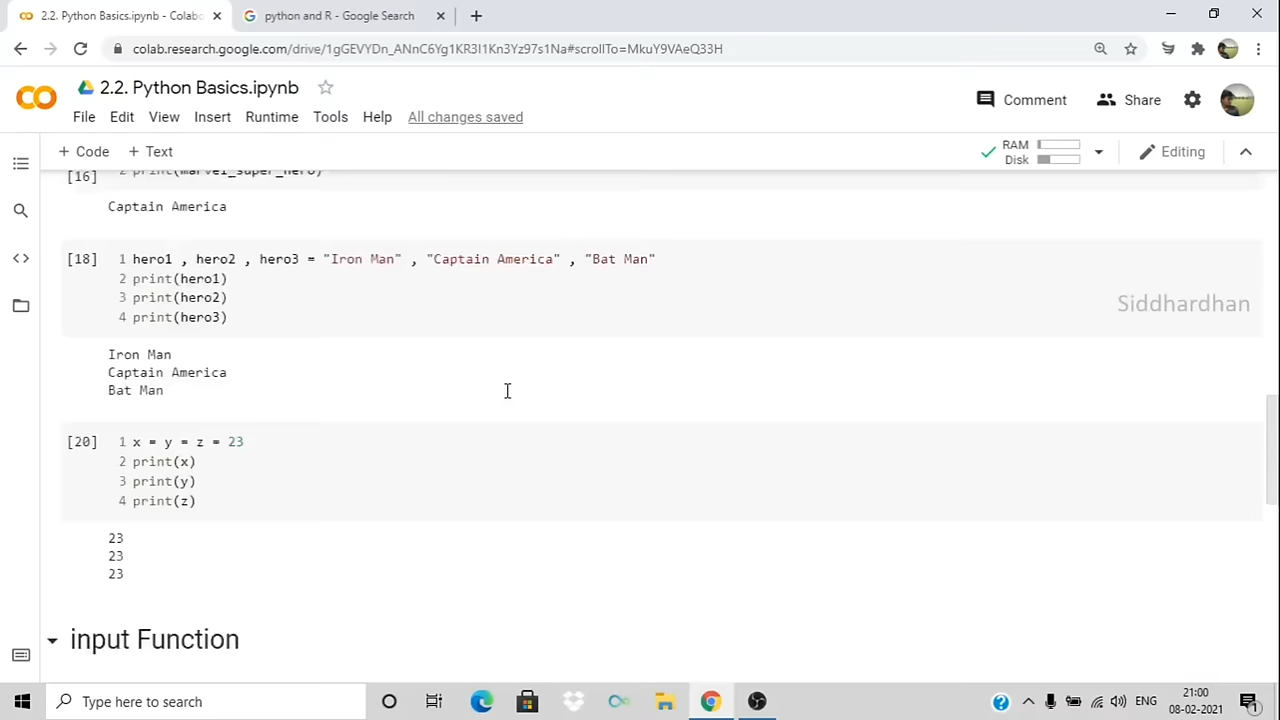 2.2. Python Basics.ipynb - Colabo
python and R - Google Search
colab.research.google.com/drive/1gGEVYDn_ANnC6Yg1KR3I1Kn3Yz97s1Na#scrollTo=MkuY9VAeQ33H
2.2. Python Basics.ipynb
Comment
Share
File Edit View Insert Runtime Tools Help All changes saved
+ Code + Text
RAM
Disk
Editing
[16] 2 print(marvel_super_hero)
Captain America
[18] 1 hero1 , hero2 , hero3 = "Iron Man" , "Captain America" , "Bat Man"
2 print(hero1)
3 print(hero2)
4 print(hero3)
Siddhardhan
Iron Man
Captain America
Bat Man
[20] 1 x = y = z = 23
2 print(x)
3 print(y)
4 print(z)
23
23
23
input Function
Type here to search
ENG
21:00
08-02-2021